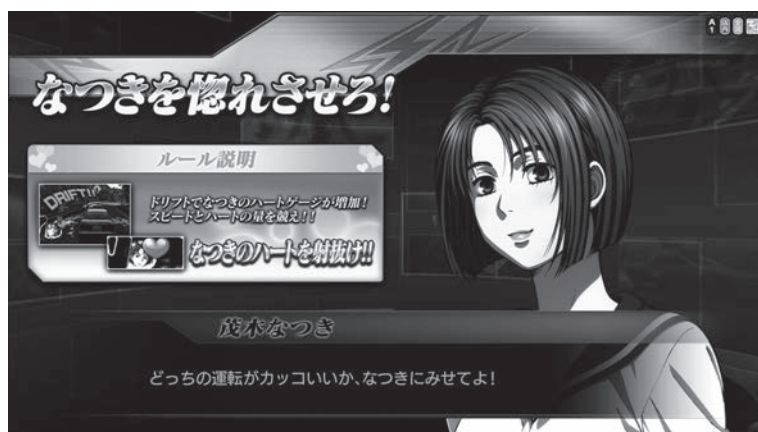 なつきを惚れさせろ!
ルール説明
DRIFT
ドリフトでなつきのハートゲージが増加!
スピードとハートの量を競え!!
なつきのハートを射抜け!!
茂木なつき
どっちの運転がカッコいいか、なつきにみせてよ!